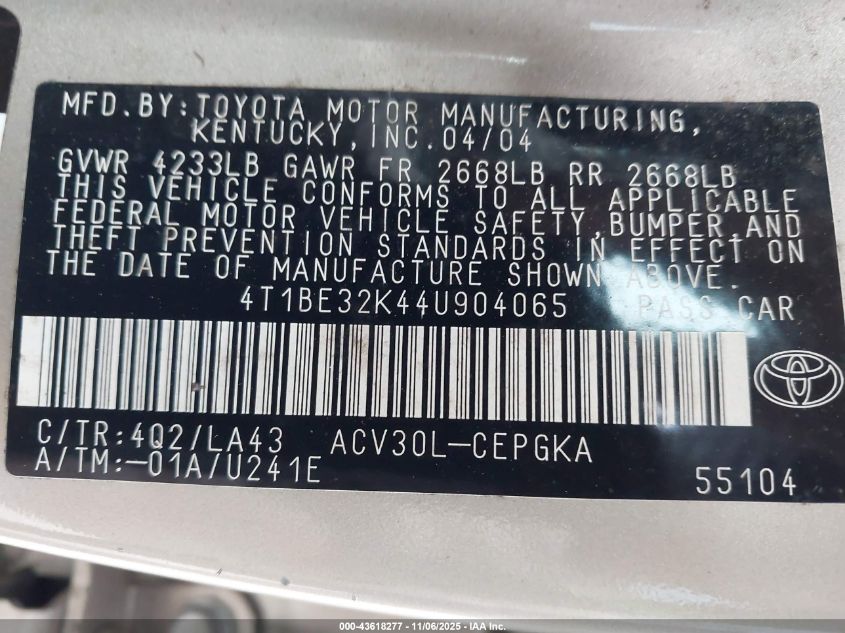 MFD.BY:TOYOTA MOTOR MANUFACTURING,
KENTUCKY,INC.04/04
GVWR 4233LB GAWR FR 2668LB RR 2668LB
THIS VEHICLE CONFORMS TO ALL APPLICABLE
FEDERAL MOTOR VEHICLE SAFETY,BUMPER,AND
THEFT PREVENTION STANDARDS IN EFFECT ON
THE DATE OF MANUFACTURE SHOWN ABOVE.
4T1BE32K44U904065 PASS CAR
C/TR:4Q2/LA43 ACV30L-CEPGKA
A/TM:-01A/U241E 55104
000-43618277 - 11/06/2025 - IAA Inc.